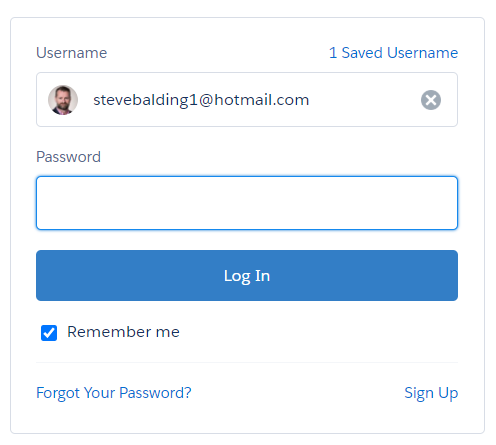 Username 1 Saved Username
stevebalding1@hotmail.com
Password
Log In
Remember me
Forgot Your Password? Sign Up